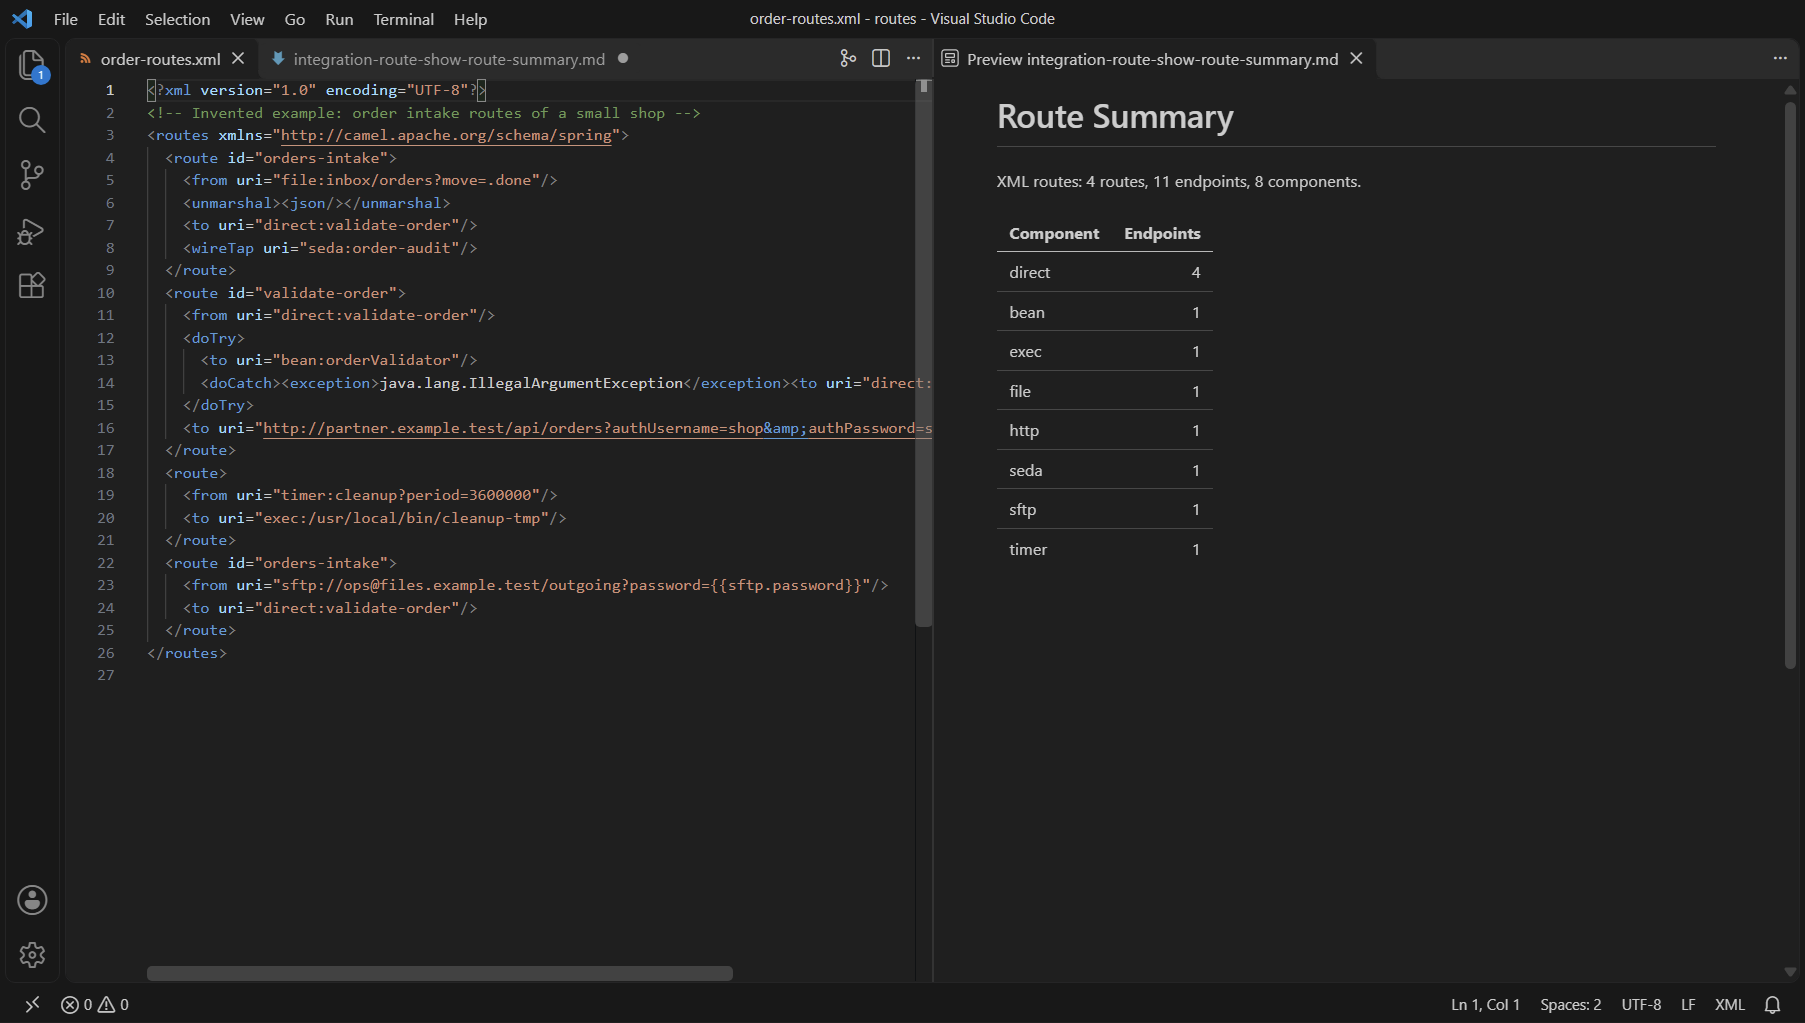 File Edit Selection View Go Run Terminal Help
order-routes.xml - routes - Visual Studio Code
1
order-routes.xml
integration-route-show-route-summary.md
1 <?xml version="1.0" encoding="UTF-8"?>
2 <!-- Invented example: order intake routes of a small shop -->
3 <routes xmlns="http://camel.apache.org/schema/spring">
4 <route id="orders-intake">
5 <from uri="file:inbox/orders?move=.done"/>
6 <unmarshal><json/></unmarshal>
7 <to uri="direct:validate-order"/>
8 <wireTap uri="seda:order-audit"/>
9 </route>
10 <route id="validate-order">
11 <from uri="direct:validate-order"/>
12 <doTry>
13 <to uri="bean:orderValidator"/>
14 <doCatch><exception>java.lang.IllegalArgumentException</exception><to uri="direct:
15 </doTry>
16 <to uri="http://partner.example.test/api/orders?authUsername=shop&amp;authPassword=s
17 </route>
18 <route>
19 <from uri="timer:cleanup?period=3600000"/>
20 <to uri="exec:/usr/local/bin/cleanup-tmp"/>
21 </route>
22 <route id="orders-intake">
23 <from uri="sftp://ops@files.example.test/outgoing?password={{sftp.password}}"/>
24 <to uri="direct:validate-order"/>
25 </route>
26 </routes>
27
Preview integration-route-show-route-summary.md
Route Summary
XML routes: 4 routes, 11 endpoints, 8 components.
Component Endpoints
direct 4
bean 1
exec 1
file 1
http 1
seda 1
sftp 1
timer 1
0 0
Ln 1, Col 1 Spaces: 2 UTF-8 LF XML